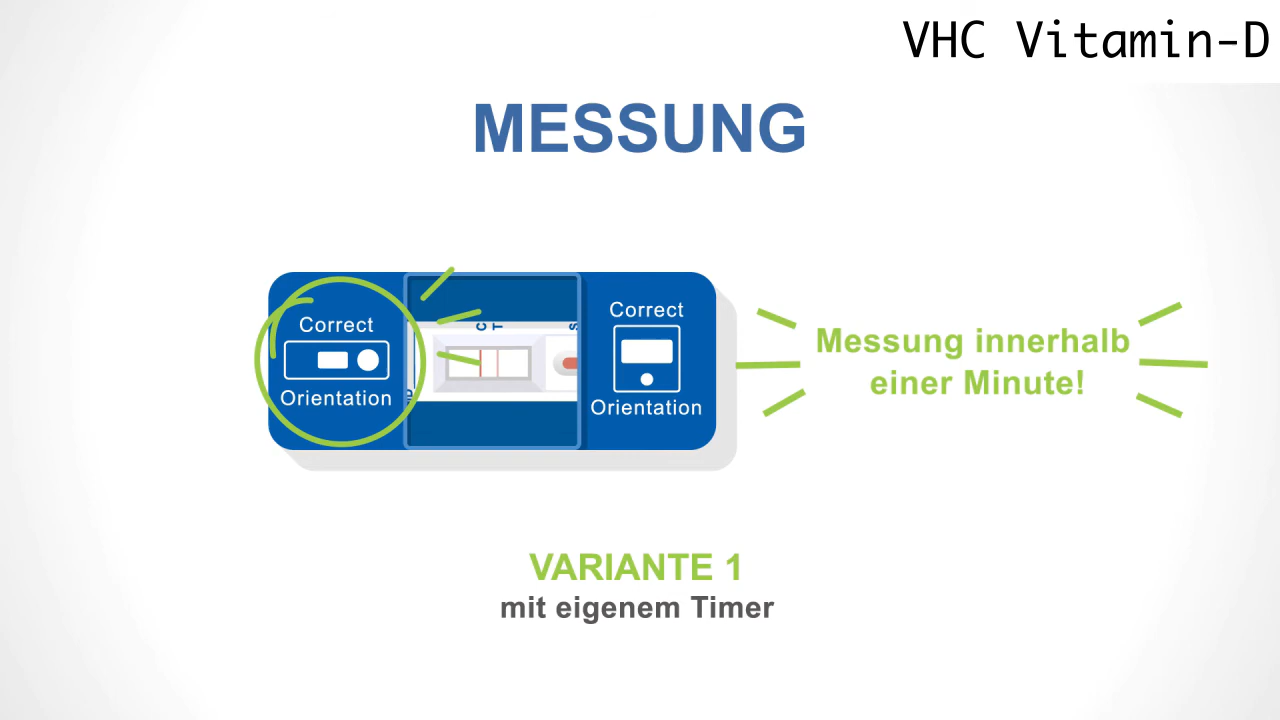 VHC Vitamin-D
MESSUNG
Correct
Orientation
C
T
S
Correct
Orientation
Messung innerhalb
einer Minute!
VARIANTE 1
mit eigenem Timer